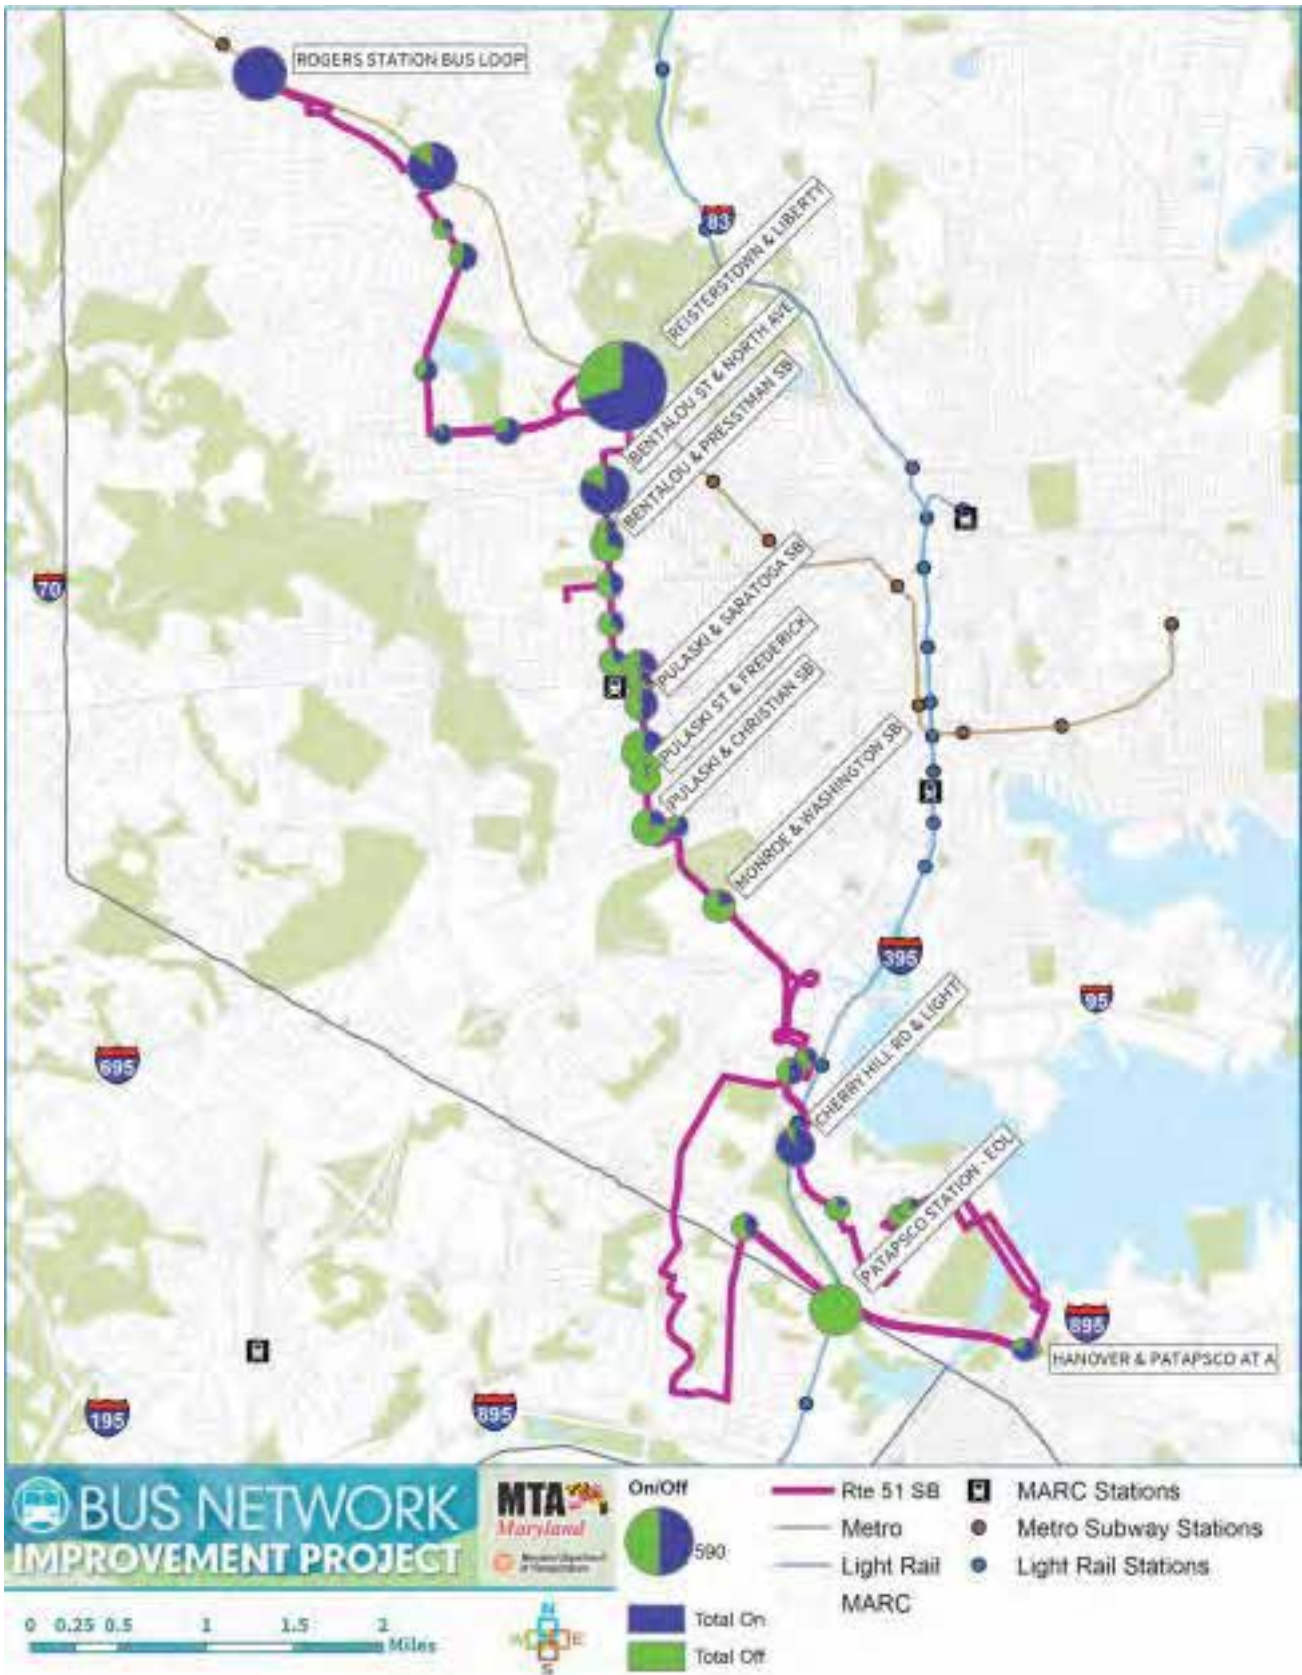 ROGERS STATION BUS LOOP
83
REISTERSTOWN & LIBERTY
BENTALOU ST & NORTH AVE
BENTALOU & PRESSTMAN SB
70
PULASKI & SARATOGA SB
PULASKI ST & FREDERICK
PULASKI & CHRISTIAN SB
MONROE & WASHINGTON SB
395
95
CHERRY HILL RD & LIGHT
695
PATAPSCO STATION - EOL
895
HANOVER & PATAPSCO AT A
195
895
BUS NETWORK
IMPROVEMENT PROJECT
MTA
Maryland
Maryland Department
of Transportation
On/Off
590
Total On
Total Off
Rte 51 SB
Metro
Light Rail
MARC
MARC Stations
Metro Subway Stations
Light Rail Stations
0 0.25 0.5 1 1.5 2
Miles
N
W E
S